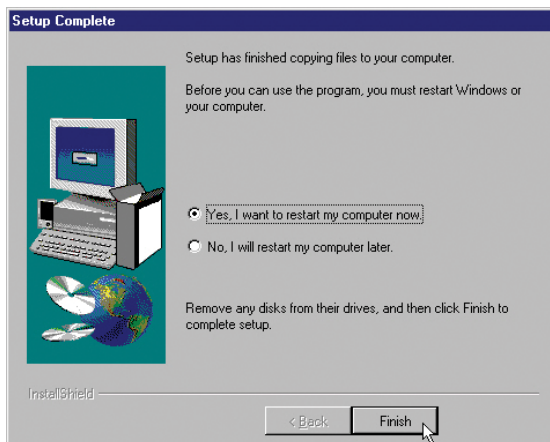 Setup Complete
Setup has finished copying files to your computer.
Before you can use the program, you must restart Windows or
your computer.
Yes, I want to restart my computer now.
No, I will restart my computer later.
Remove any disks from their drives, and then click Finish to
complete setup.
InstallShield
< Back
Finish